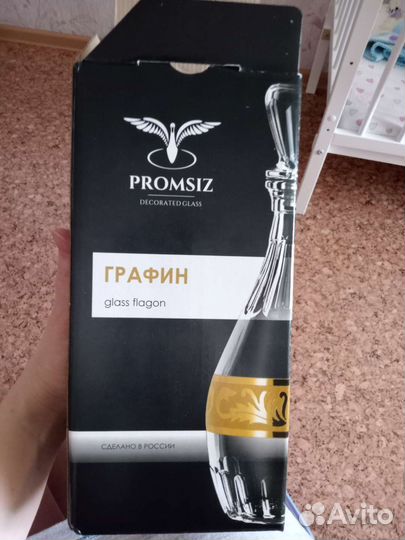 PROMSIZ
DECORATED GLASS
ГРАФИН
glass flagon
СДЕЛАНО В РОССИИ
Avito